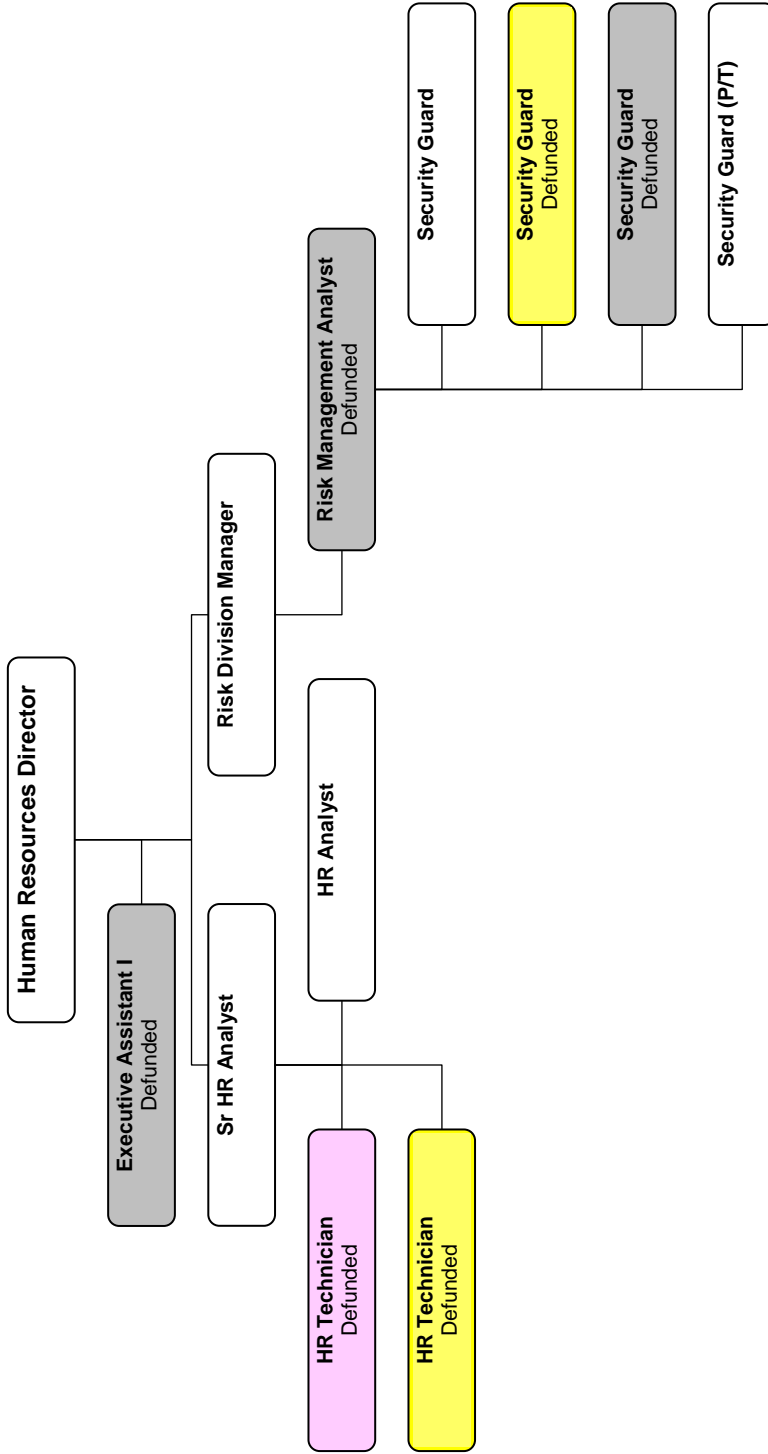 Human Resources Director
Executive Assistant I
Defunded
Sr HR Analyst
Risk Division Manager
HR Technician
Defunded
HR Analyst
Risk Management Analyst
Defunded
HR Technician
Defunded
Security Guard
Security Guard
Defunded
Security Guard
Defunded
Security Guard (P/T)